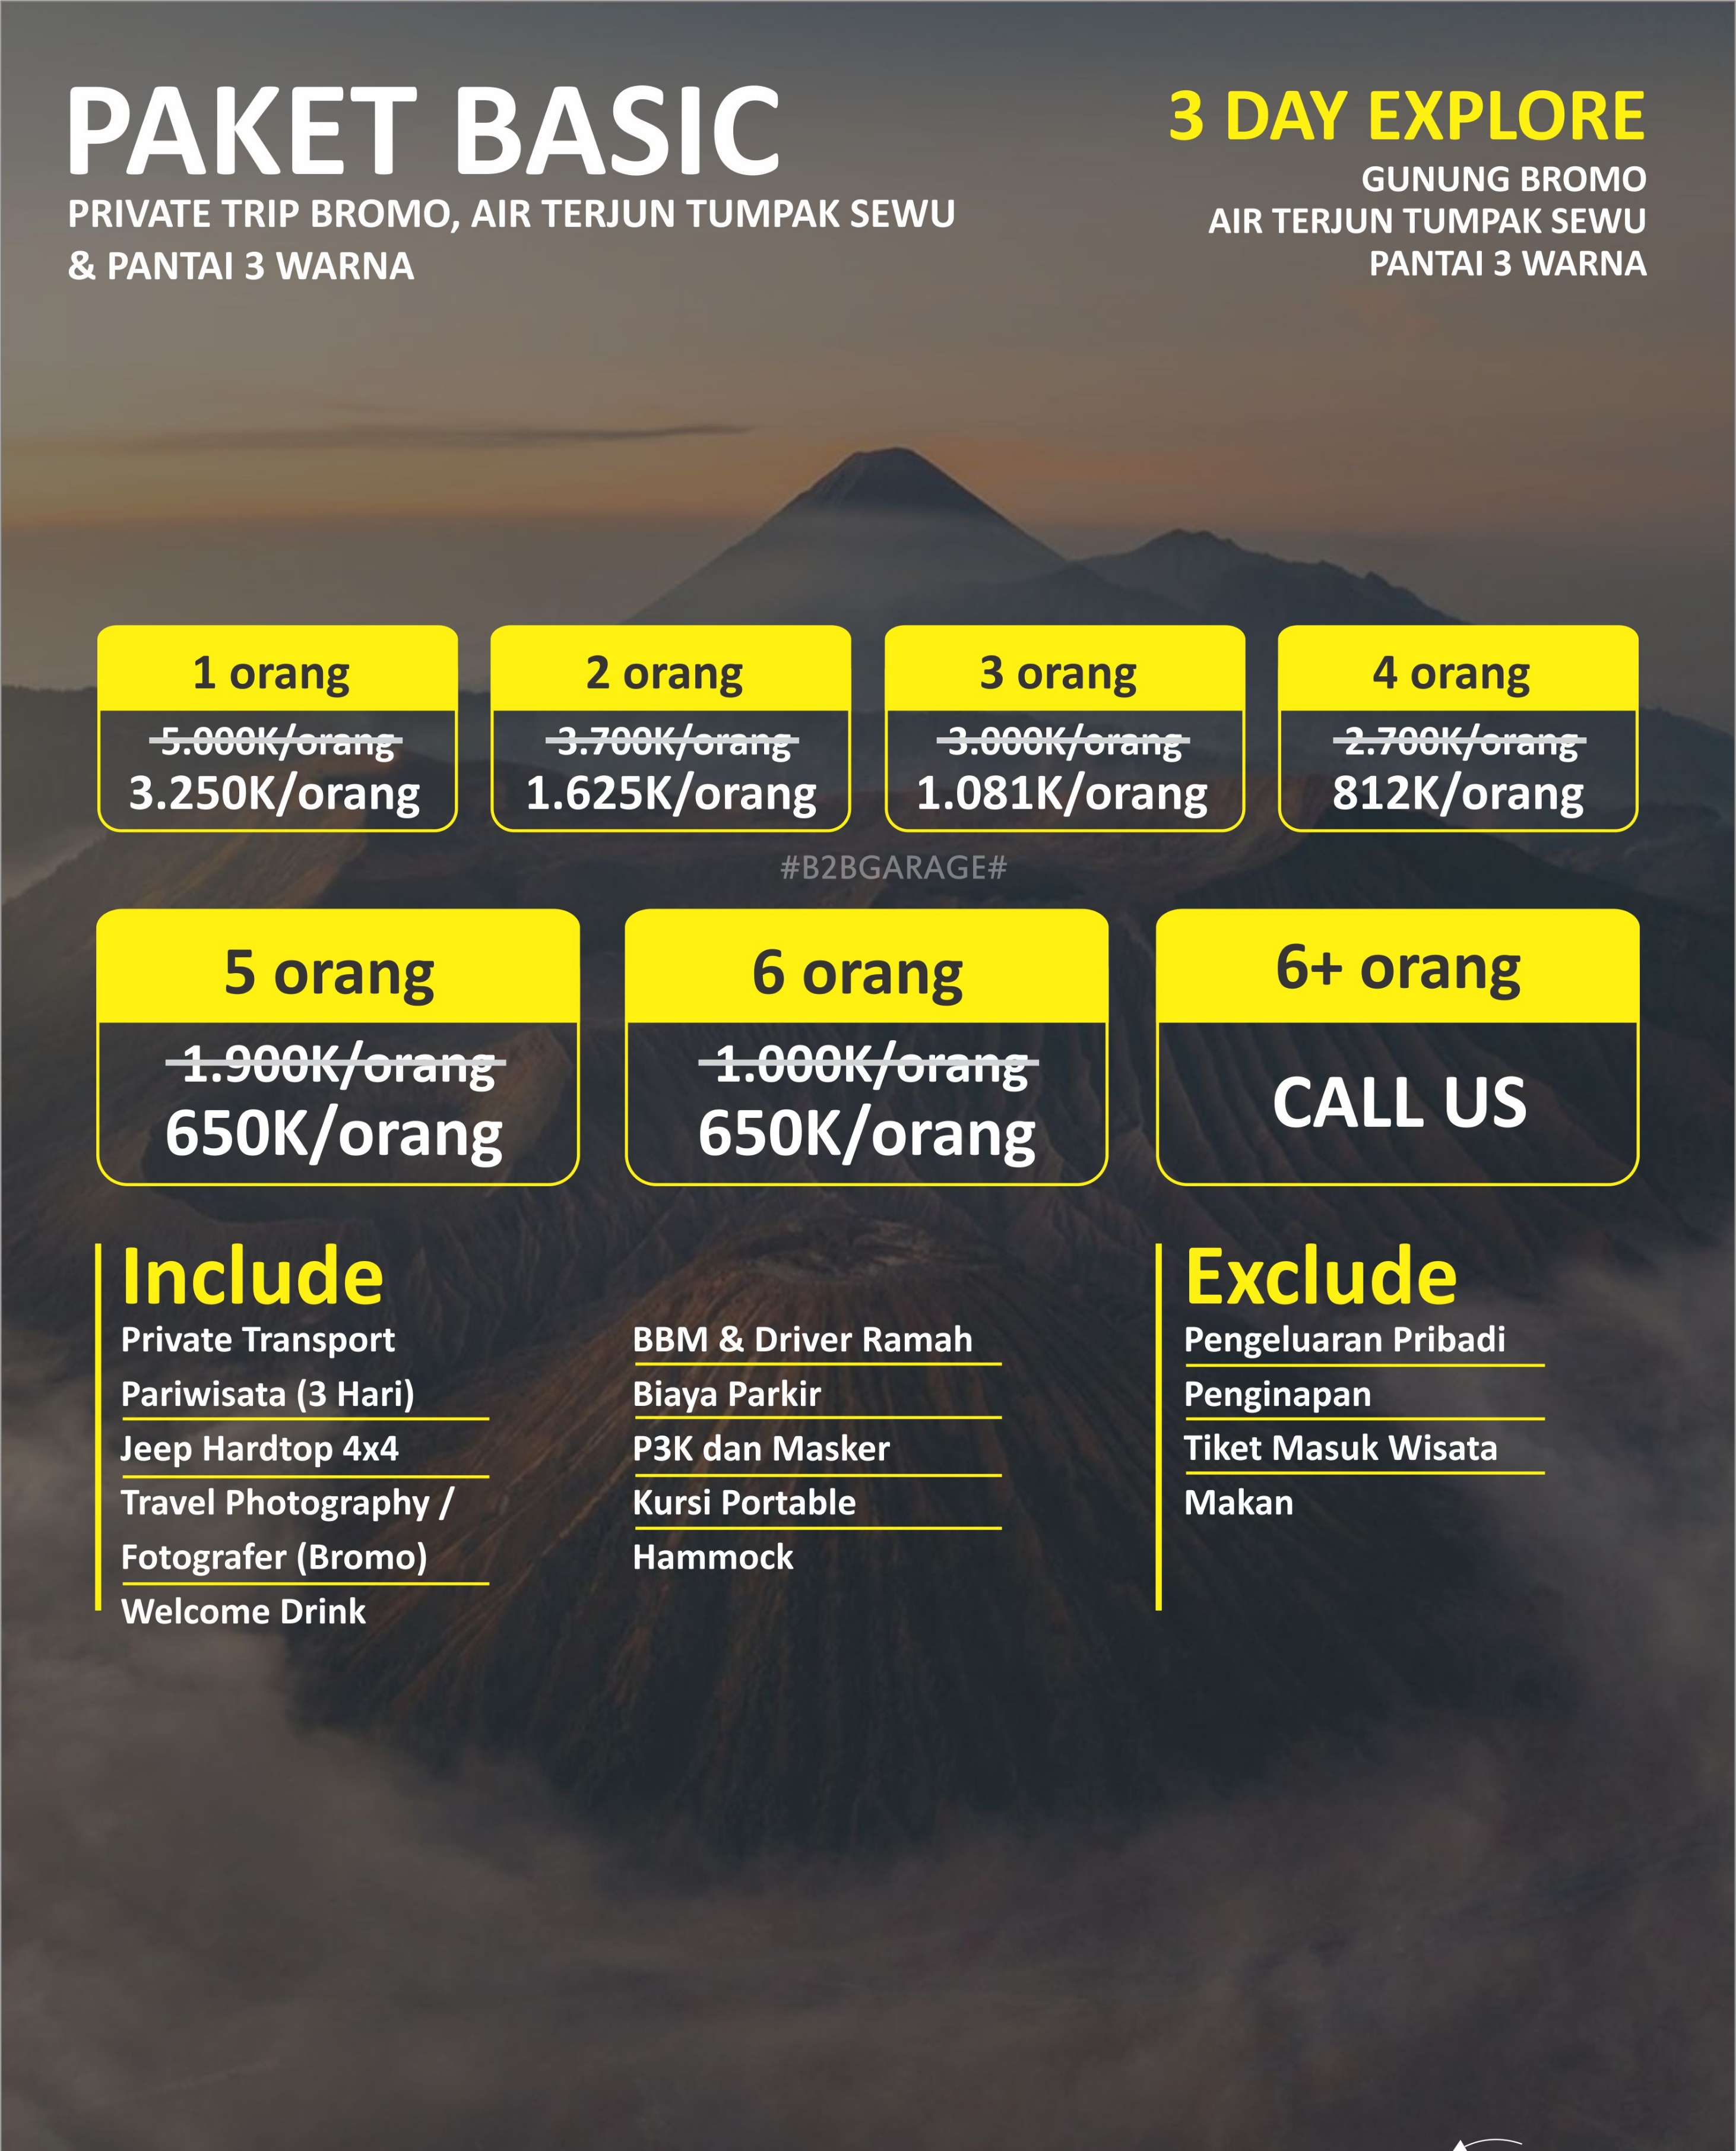 PAKET BASIC
PRIVATE TRIP BROMO, AIR TERJUN TUMPAK SEWU
& PANTAI 3 WARNA
3 DAY EXPLORE
GUNUNG BROMO
AIR TERJUN TUMPAK SEWU
PANTAI 3 WARNA
1 orang
5.000K/orang
3.250K/orang
2 orang
3.700K/orang
1.625K/orang
3 orang
3.000K/orang
1.081K/orang
4 orang
2.700K/orang
812K/orang
#B2BGARAGE#
5 orang
1.900K/orang
650K/orang
6 orang
1.000K/orang
650K/orang
6+ orang
CALL US
Include
Private Transport
Pariwisata (3 Hari)
Jeep Hardtop 4x4
Travel Photography /
Fotografer (Bromo)
Welcome Drink
BBM & Driver Ramah
Biaya Parkir
P3K dan Masker
Kursi Portable
Hammock
Exclude
Pengeluaran Pribadi
Penginapan
Tiket Masuk Wisata
Makan